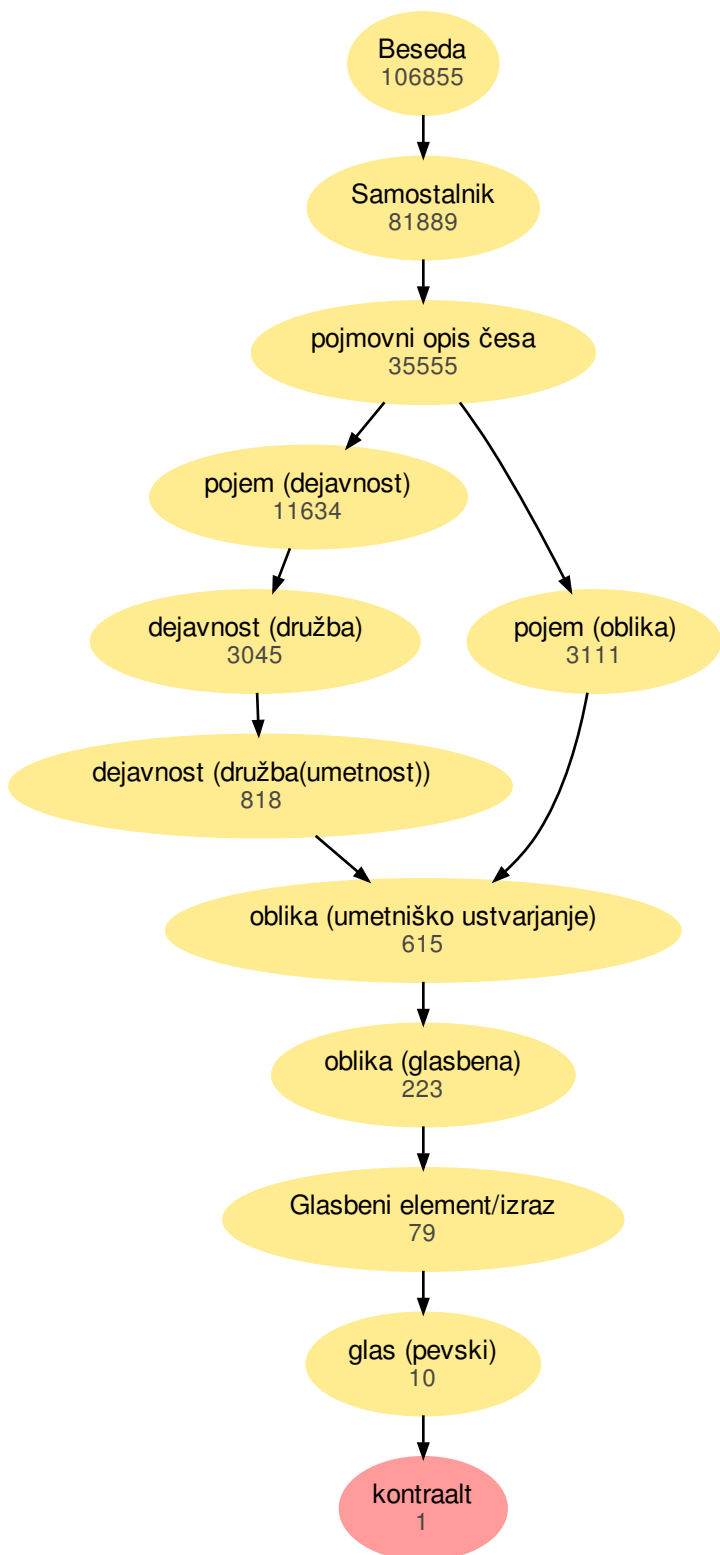 Beseda
106855
Samostalnik
81889
pojmovni opis česa
35555
pojem (dejavnost)
11634
dejavnost (družba)
3045
pojem (oblika)
3111
dejavnost (družba(umetnost))
818
oblika (umetniško ustvarjanje)
615
oblika (glasbena)
223
Glasbeni element/izraz
79
glas (pevski)
10
kontraalt
1